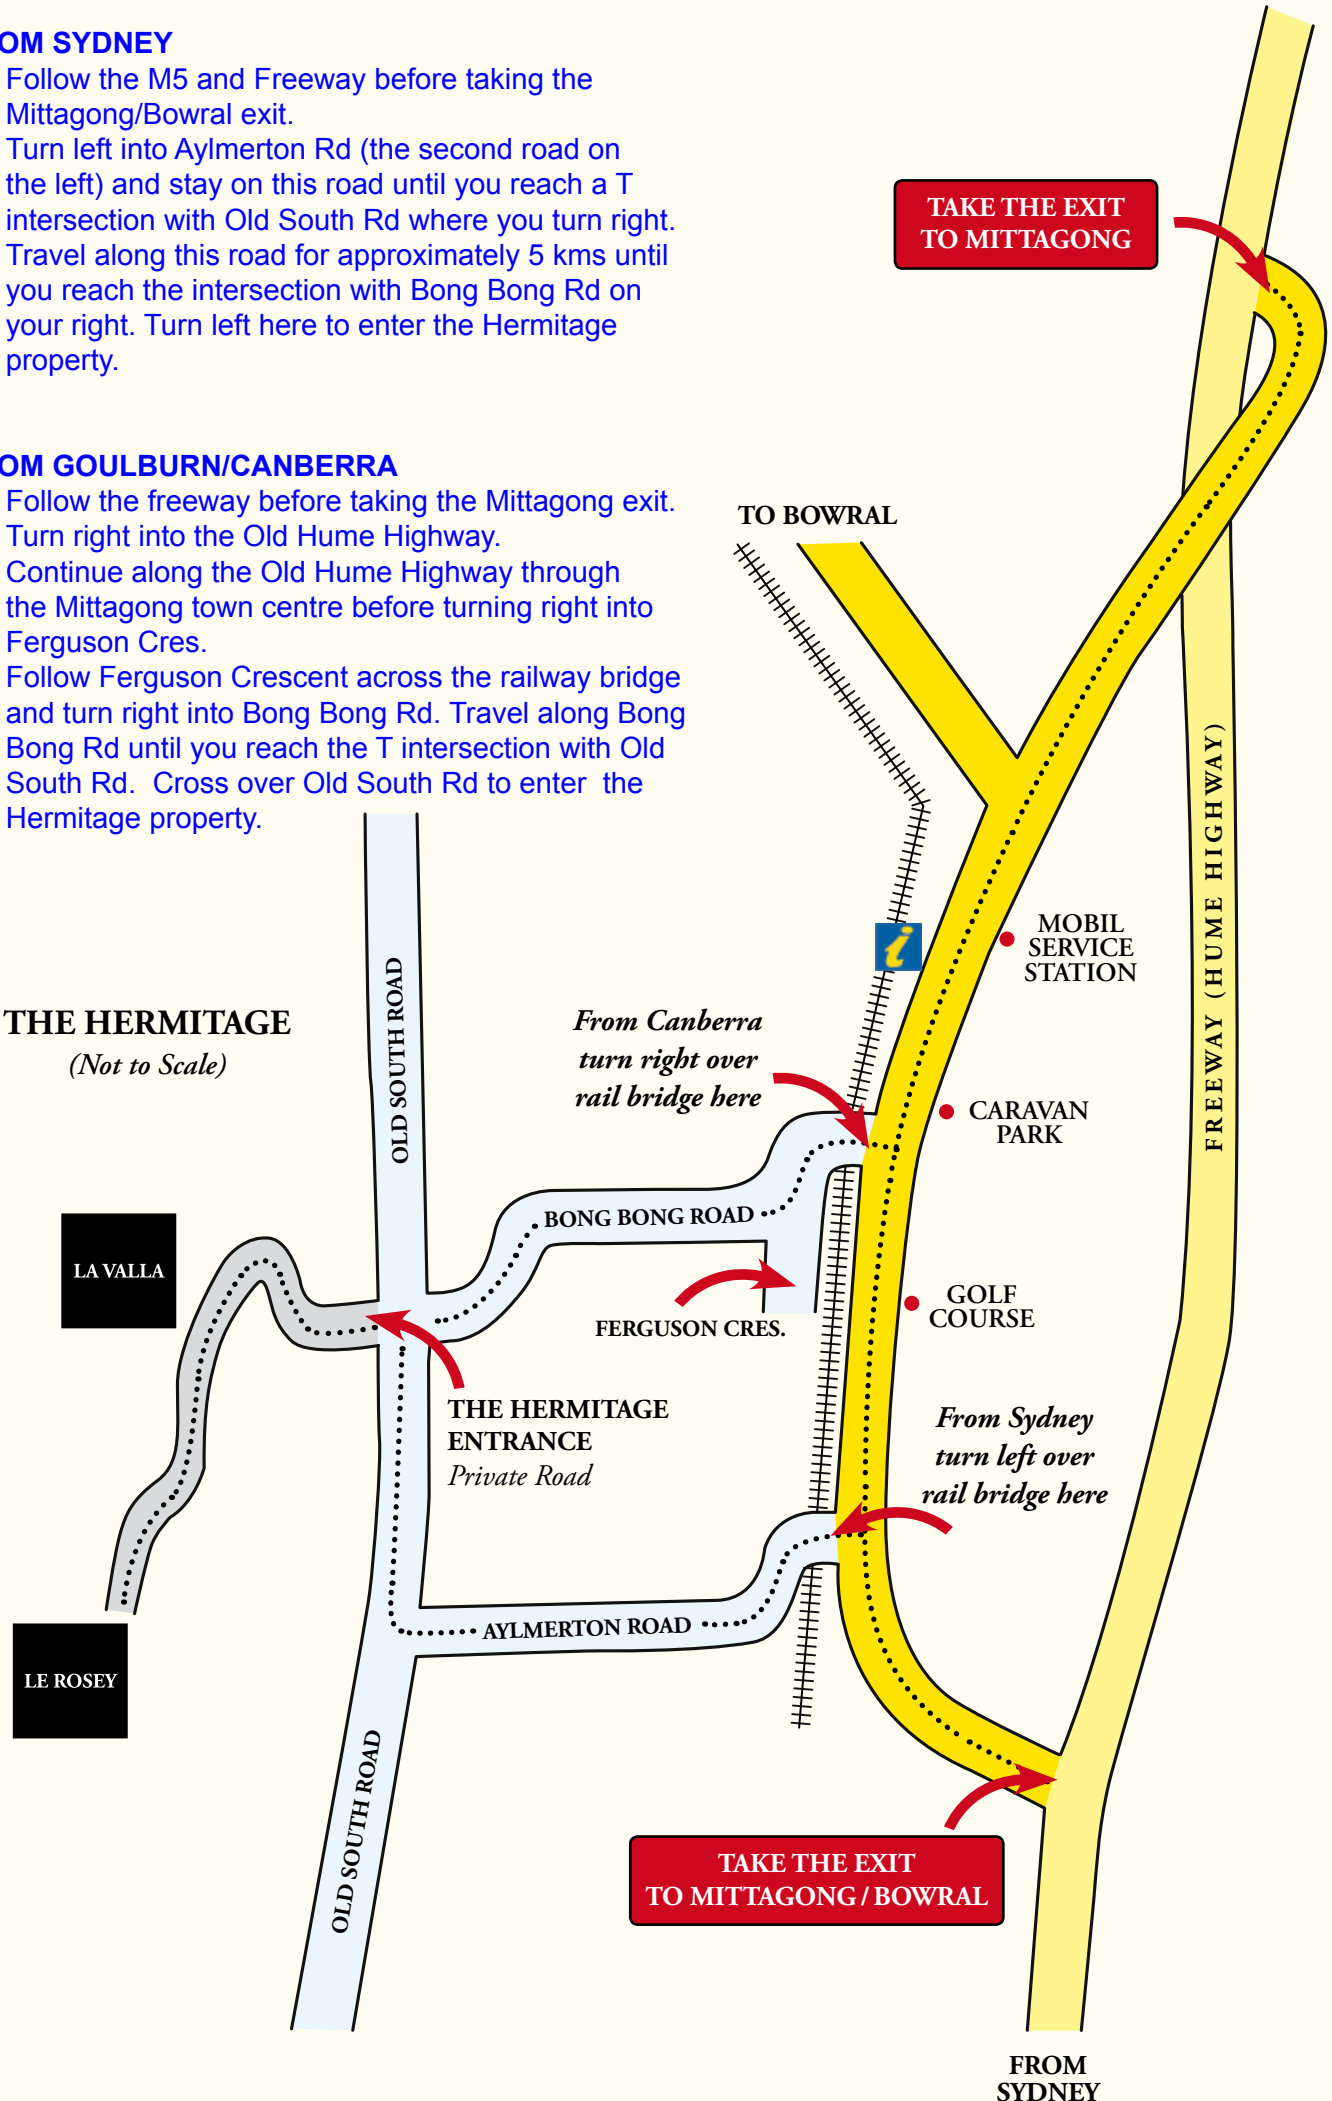 OM SYDNEY
Follow the M5 and Freeway before taking the
Mittagong/Bowral exit.
Turn left into Aylmerton Rd (the second road on
the left) and stay on this road until you reach a T
intersection with Old South Rd where you turn right.
Travel along this road for approximately 5 kms until
you reach the intersection with Bong Bong Rd on
your right. Turn left here to enter the Hermitage
property.
OM GOULBURN/CANBERRA
Follow the freeway before taking the Mittagong exit.
Turn right into the Old Hume Highway.
Continue along the Old Hume Highway through
the Mittagong town centre before turning right into
Ferguson Cres.
Follow Ferguson Crescent across the railway bridge
and turn right into Bong Bong Rd. Travel along Bong
Bong Rd until you reach the T intersection with Old
South Rd.  Cross over Old South Rd to enter  the
Hermitage property.
TAKE THE EXIT
TO MITTAGONG
TO BOWRAL
FREEWAY (HUME HIGHWAY)
i
MOBIL
SERVICE
STATION
THE HERMITAGE
(Not to Scale)
OLD SOUTH ROAD
From Canberra
turn right over
rail bridge here
CARAVAN
PARK
BONG BONG ROAD
LA VALLA
GOLF
COURSE
FERGUSON CRES.
THE HERMITAGE
ENTRANCE
Private Road
From Sydney
turn left over
rail bridge here
AYLMERTON ROAD
LE ROSEY
OLD SOUTH ROAD
TAKE THE EXIT
TO MITTAGONG / BOWRAL
FROM
SYDNEY